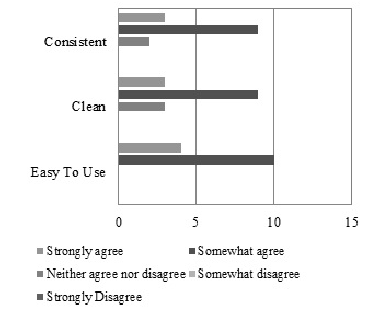 Consistent
Clean
Easy To Use
0 5 10 15
Strongly agree Somewhat agree
Neither agree nor disagree Somewhat disagree
Strongly Disagree